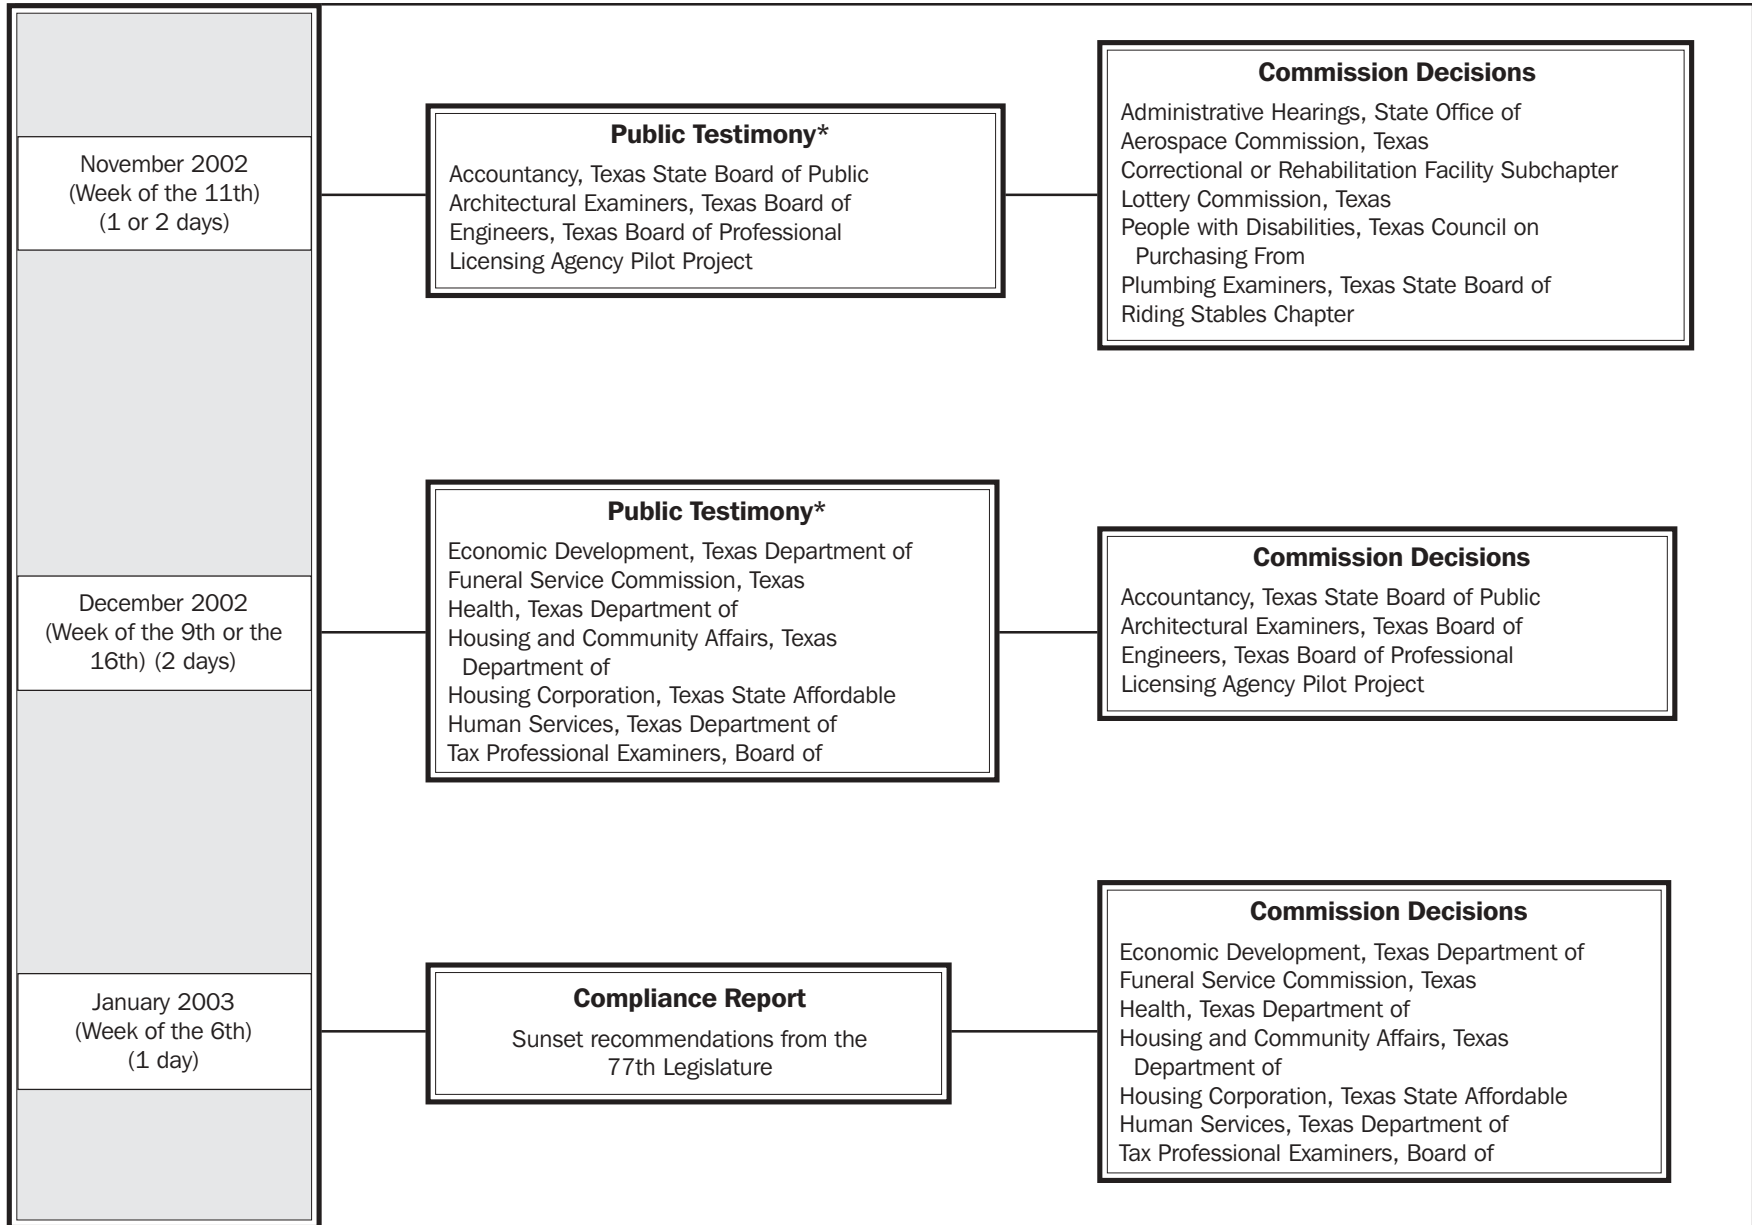 November 2002
(Week of the 11th)
(1 or 2 days)
Public Testimony*
Accountancy, Texas State Board of Public
Architectural Examiners, Texas Board of
Engineers, Texas Board of Professional
Licensing Agency Pilot Project
Commission Decisions
Administrative Hearings, State Office of
Aerospace Commission, Texas
Correctional or Rehabilitation Facility Subchapter
Lottery Commission, Texas
People with Disabilities, Texas Council on
Purchasing From
Plumbing Examiners, Texas State Board of
Riding Stables Chapter
December 2002
(Week of the 9th or the
16th) (2 days)
Public Testimony*
Economic Development, Texas Department of
Funeral Service Commission, Texas
Health, Texas Department of
Housing and Community Affairs, Texas
Department of
Housing Corporation, Texas State Affordable
Human Services, Texas Department of
Tax Professional Examiners, Board of
Commission Decisions
Accountancy, Texas State Board of Public
Architectural Examiners, Texas Board of
Engineers, Texas Board of Professional
Licensing Agency Pilot Project
January 2003
(Week of the 6th)
(1 day)
Compliance Report
Sunset recommendations from the
77th Legislature
Commission Decisions
Economic Development, Texas Department of
Funeral Service Commission, Texas
Health, Texas Department of
Housing and Community Affairs, Texas
Department of
Housing Corporation, Texas State Affordable
Human Services, Texas Department of
Tax Professional Examiners, Board of